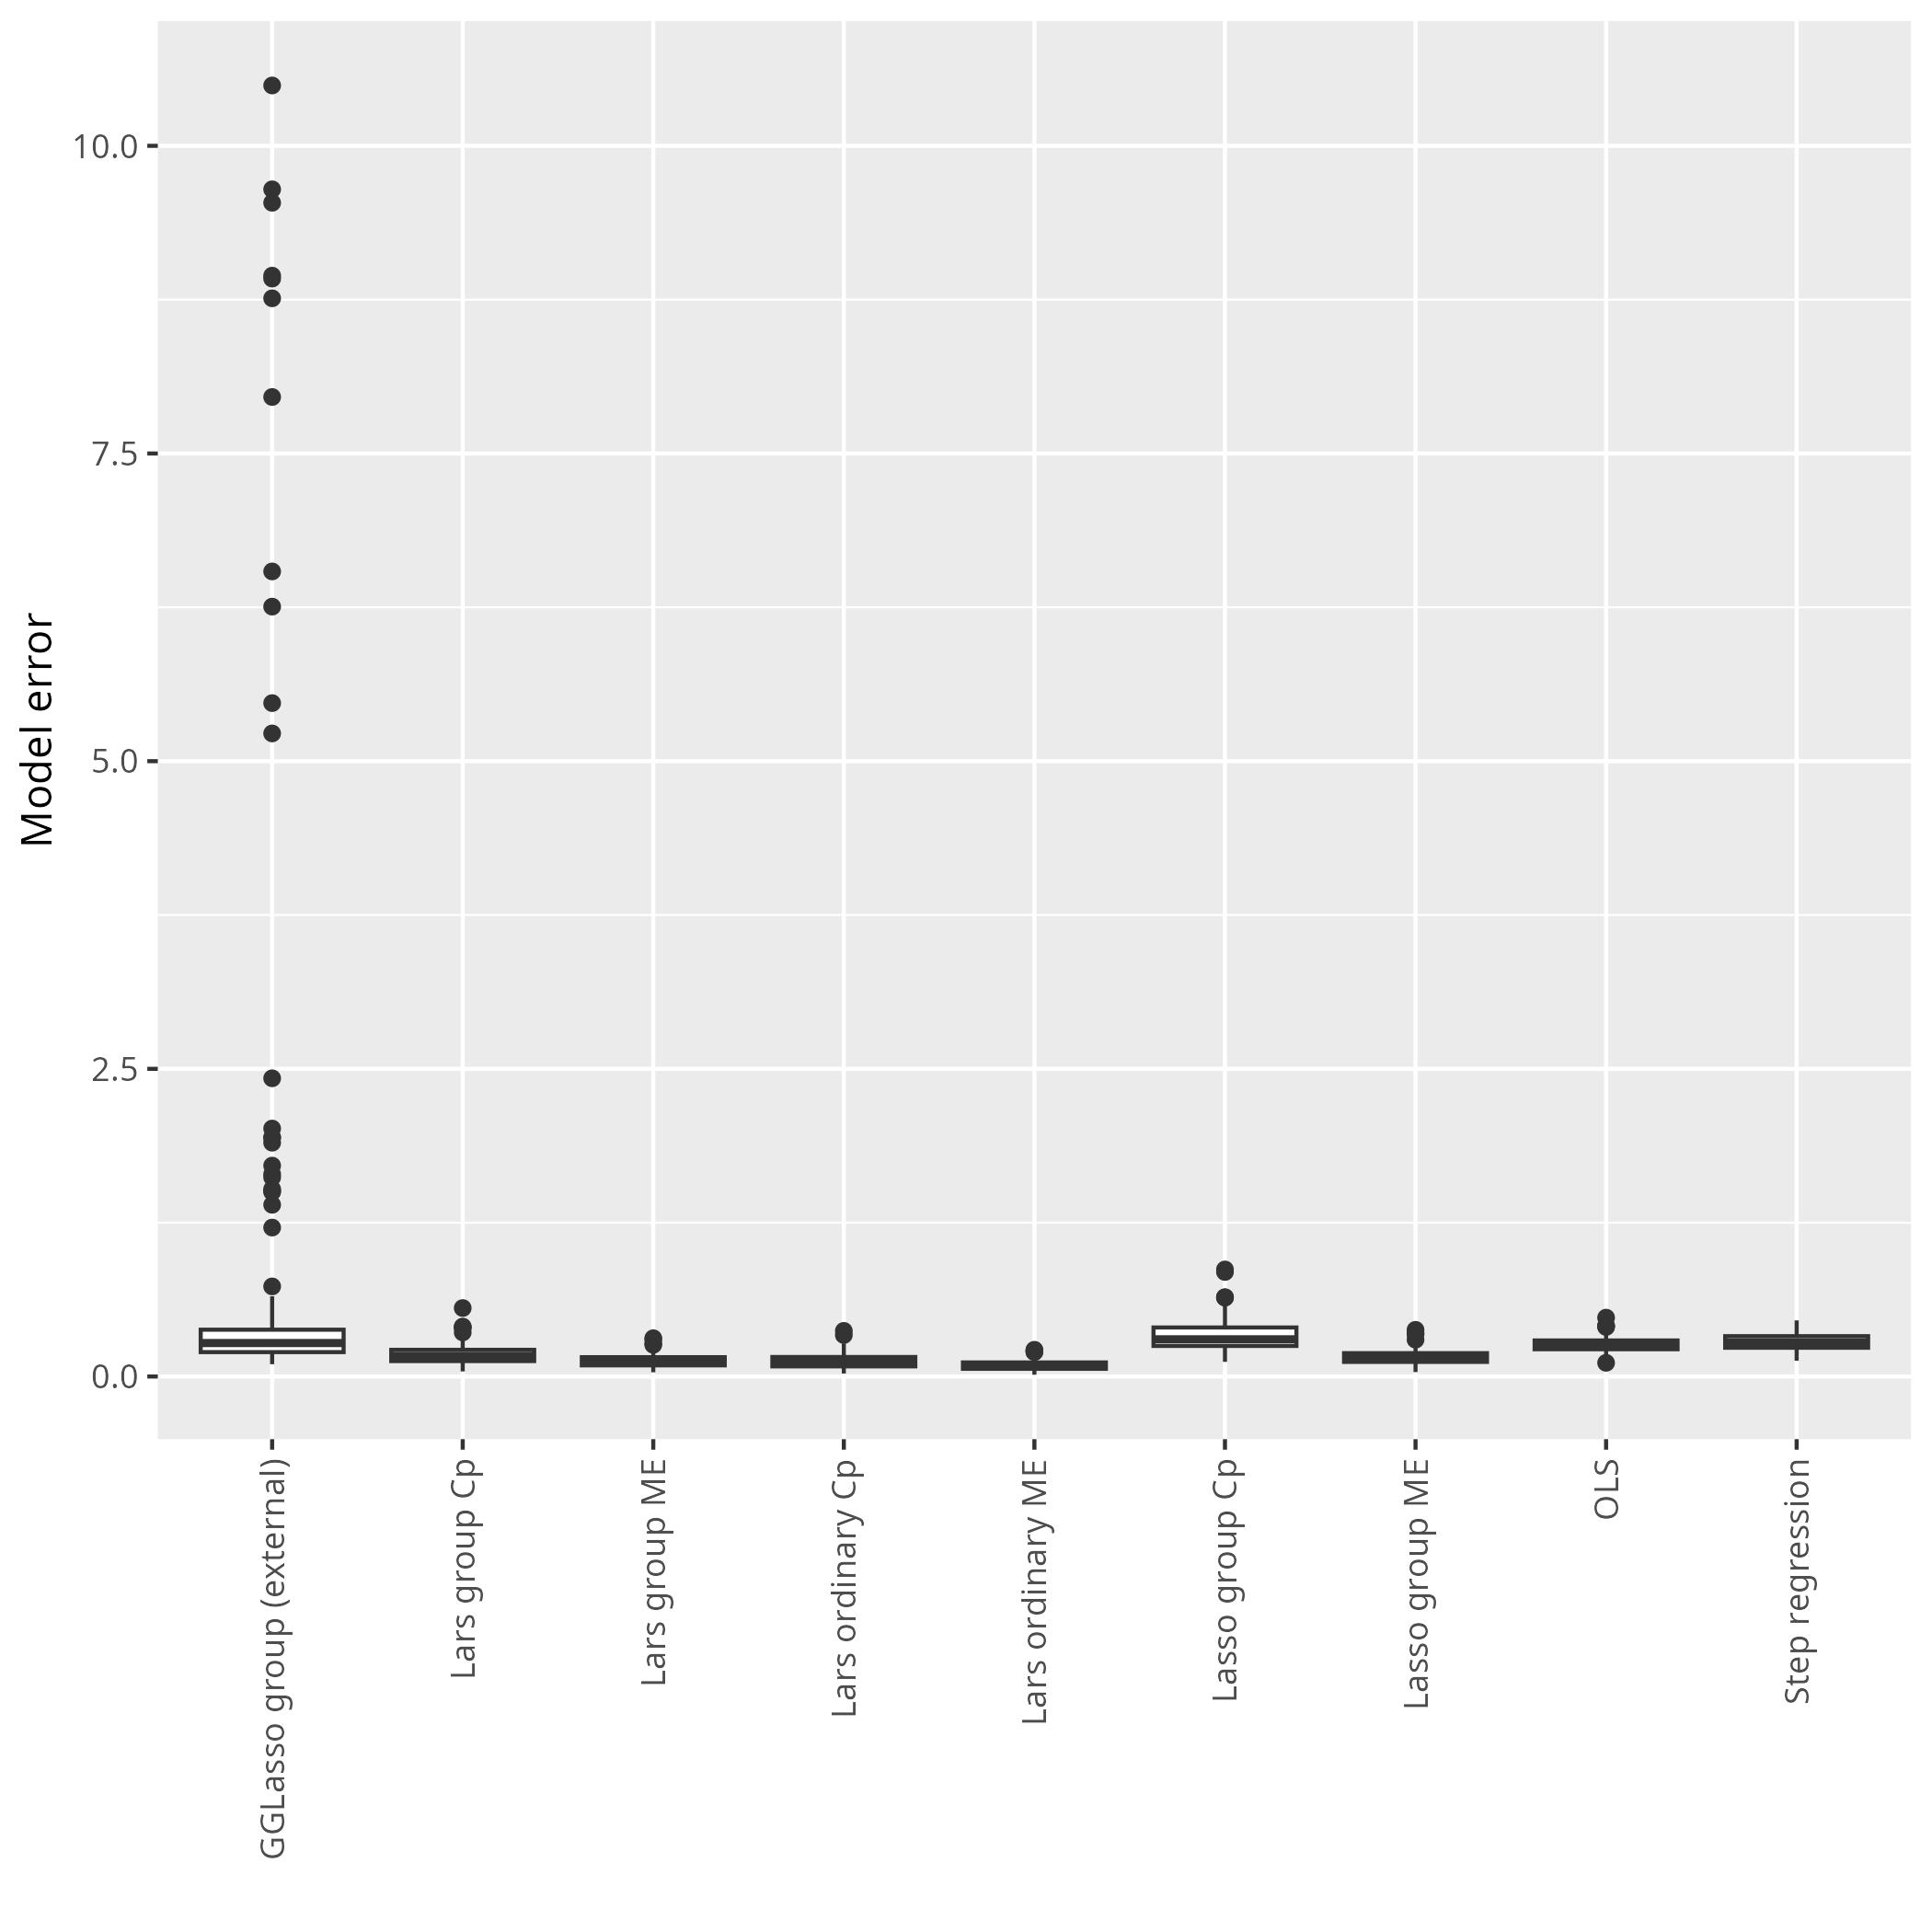 Model error
10.0
7.5
5.0
2.5
0.0
GGLasso group (external)
Lars group Cp
Lars group ME
Lars ordinary Cp
Lars ordinary ME
Lasso group Cp
Lasso group ME
OLS
Step regression